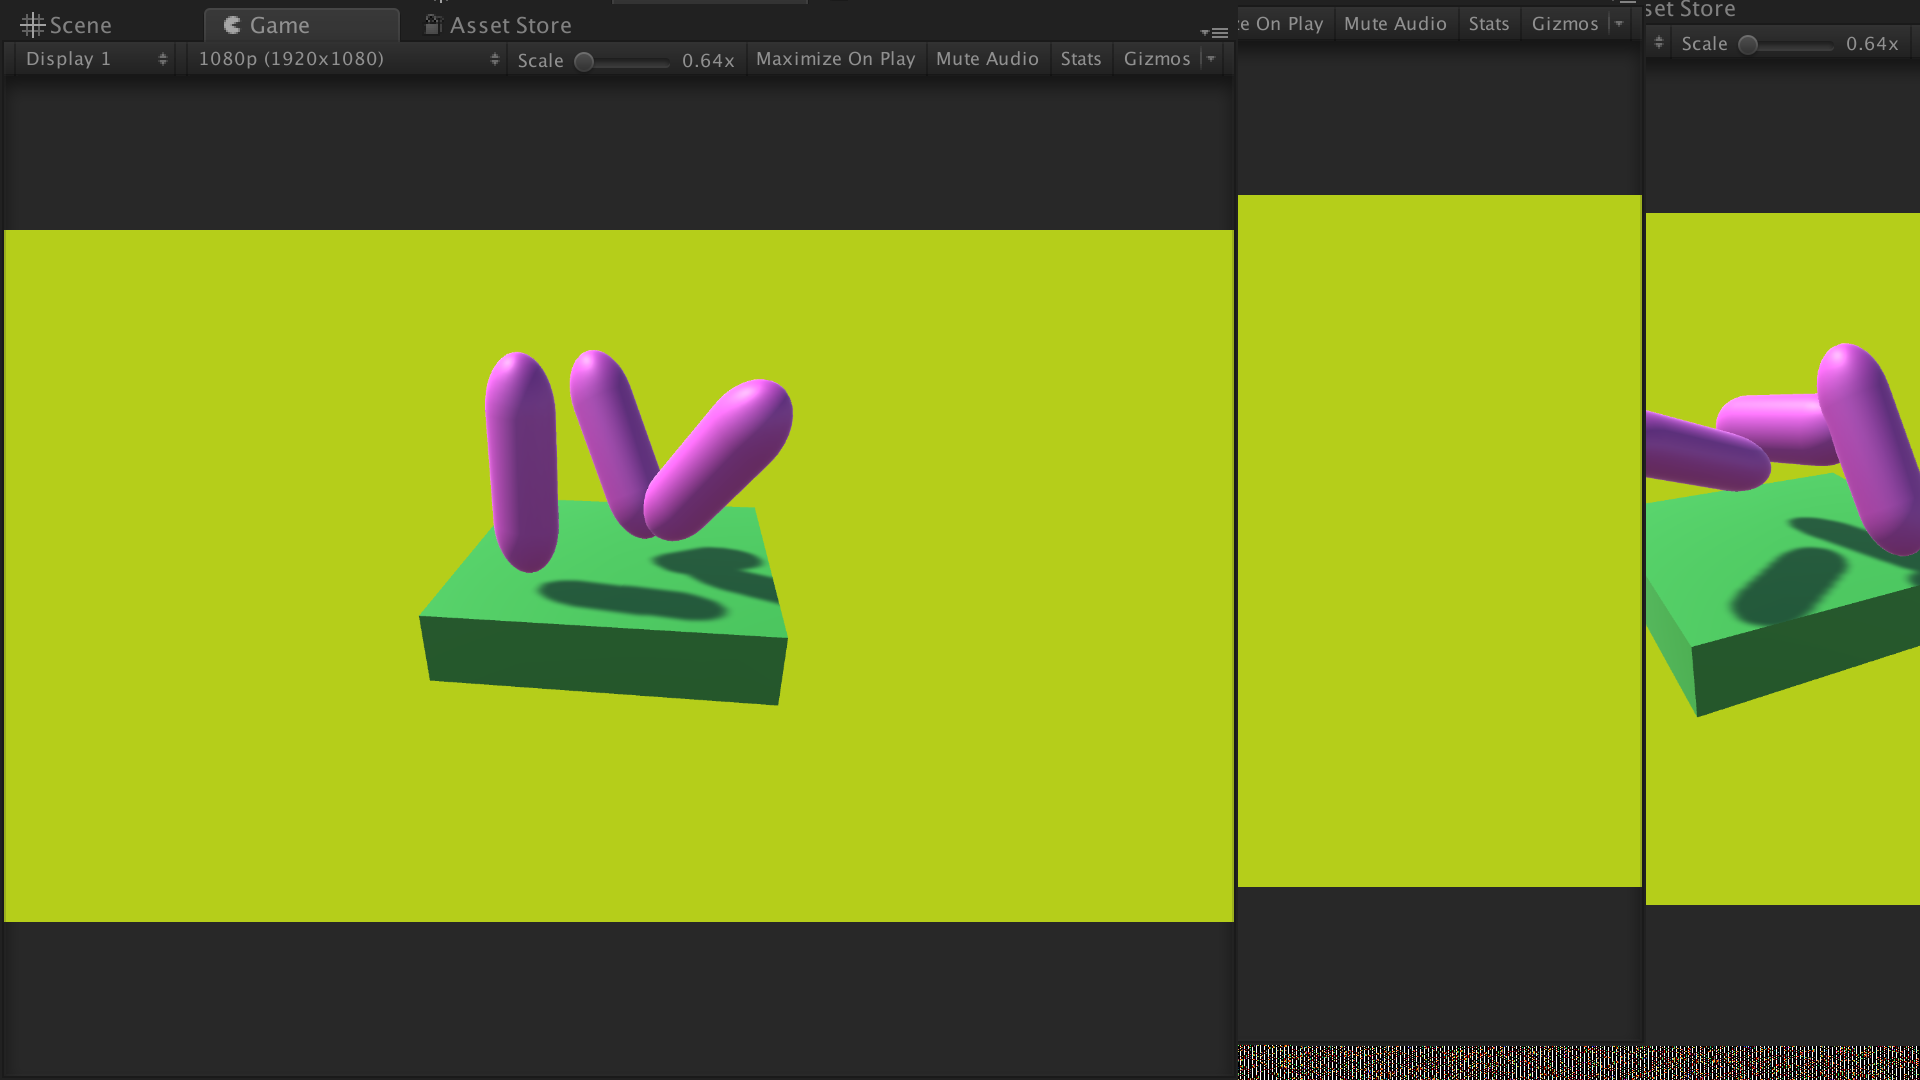 Scene Game Asset Store
Display 1 1080p (1920x1080) Scale 0.64x Maximize On Play Mute Audio Stats Gizmos
On Play Mute Audio Stats Gizmos
Store
Scale 0.64x